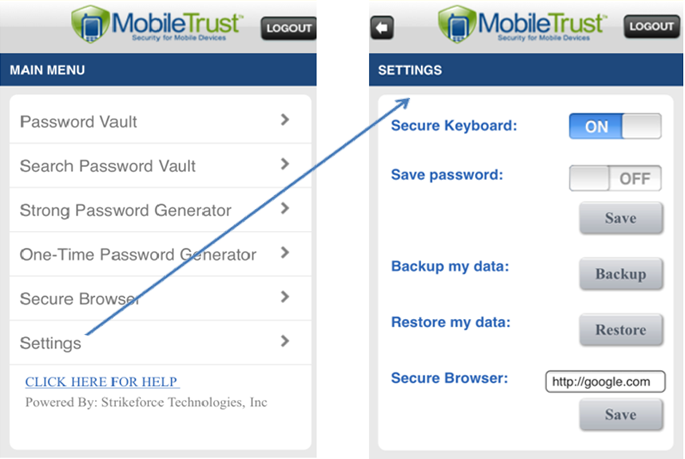 MobileTrust™
Security for Mobile Devices
LOGOUT
MAIN MENU
Password Vault
Search Password Vault
Strong Password Generator
One-Time Password Generator
Secure Browser
Settings
CLICK HERE FOR HELP
Powered By: Strikeforce Technologies, Inc
MobileTrust™
Security for Mobile Devices
LOGOUT
SETTINGS
Secure Keyboard: ON
Save password: OFF
Save
Backup my data: Backup
Restore my data: Restore
Secure Browser: http://google.com
Save